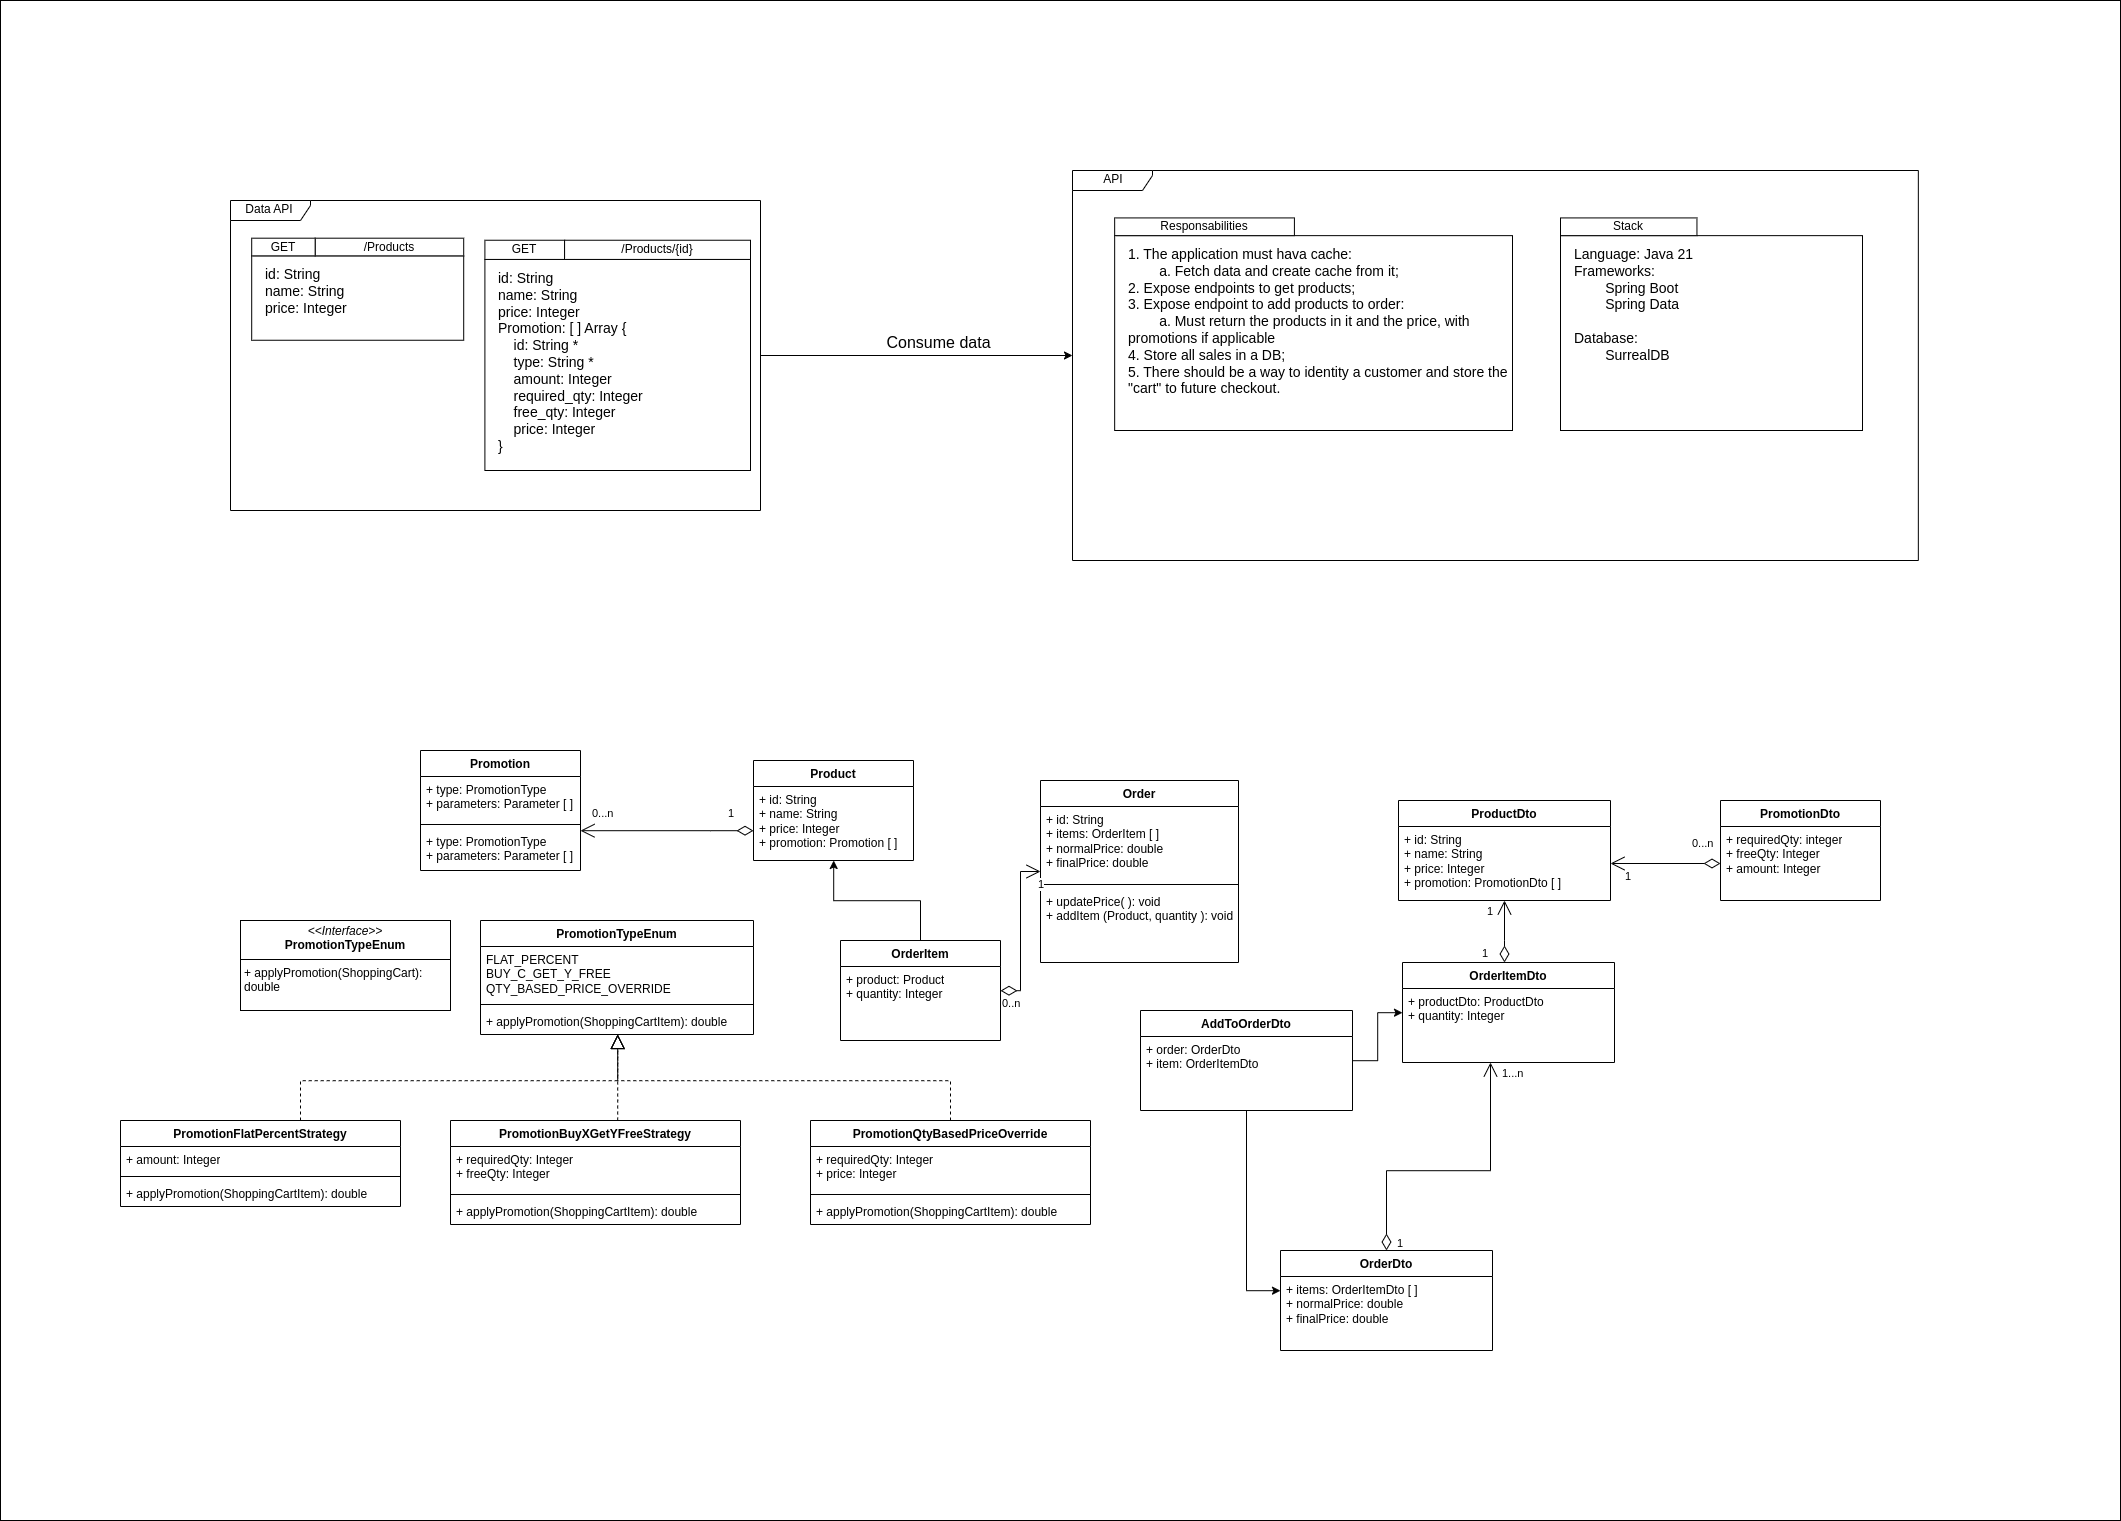 Data API
GET
/Products
id: String
name: String
price: Integer
GET
/Products/{id}
id: String
name: String
price: Integer
Promotion: [ ] Array {
id: String *
type: String *
amount: Integer
required_qty: Integer
free_qty: Integer
price: Integer
}
Consume data
API
Responsabilities
1. The application must hava cache:
a. Fetch data and create cache from it;
2. Expose endpoints to get products;
3. Expose endpoint to add products to order:
a. Must return the products in it and the price, with
promotions if applicable
4. Store all sales in a DB;
5. There should be a way to identity a customer and store the
"cart" to future checkout.
Stack
Language: Java 21
Frameworks:
Spring Boot
Spring Data
Database:
SurrealDB
Promotion
+ type: PromotionType
+ parameters: Parameter [ ]
+ type: PromotionType
+ parameters: Parameter [ ]
0...n
1
Product
+ id: String
+ name: String
+ price: Integer
+ promotion: Promotion [ ]
Order
+ id: String
+ items: OrderItem [ ]
+ normalPrice: double
+ finalPrice: double
1
+ updatePrice( ): void
+ addItem (Product, quantity ): void
ProductDto
+ id: String
+ name: String
+ price: Integer
+ promotion: PromotionDto [ ]
0...n
1
PromotionDto
+ requiredQty: integer
+ freeQty: Integer
+ amount: Integer
<<Interface>>
PromotionTypeEnum
+ applyPromotion(ShoppingCart):
double
PromotionTypeEnum
FLAT_PERCENT
BUY_C_GET_Y_FREE
QTY_BASED_PRICE_OVERRIDE
+ applyPromotion(ShoppingCartItem): double
OrderItem
+ product: Product
+ quantity: Integer
0..n
1
1
OrderItemDto
+ productDto: ProductDto
+ quantity: Integer
1...n
AddToOrderDto
+ order: OrderDto
+ item: OrderItemDto
PromotionFlatPercentStrategy
+ amount: Integer
+ applyPromotion(ShoppingCartItem): double
PromotionBuyXGetYFreeStrategy
+ requiredQty: Integer
+ freeQty: Integer
+ applyPromotion(ShoppingCartItem): double
PromotionQtyBasedPriceOverride
+ requiredQty: Integer
+ price: Integer
+ applyPromotion(ShoppingCartItem): double
1
OrderDto
+ items: OrderItemDto [ ]
+ normalPrice: double
+ finalPrice: double